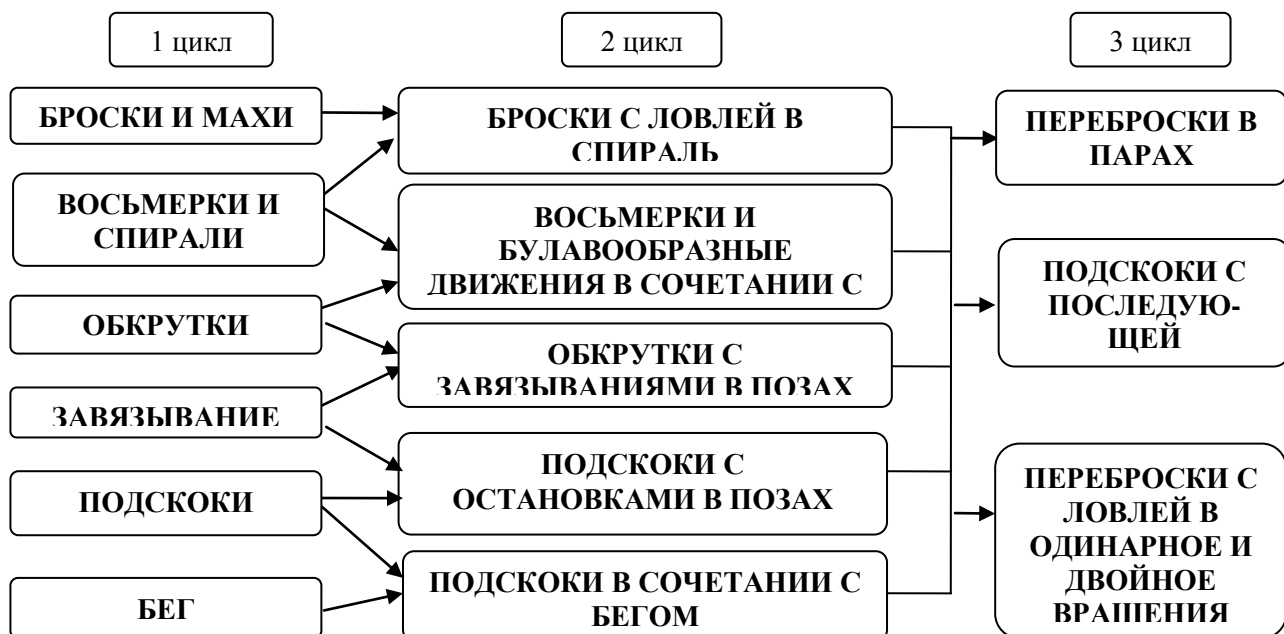 1 цикл
2 цикл
3 цикл
БРОСКИ И МАХИ
ВОСЬМЕРКИ И
СПИРАЛИ
ОБКРУТКИ
ЗАВЯЗЫВАНИЕ
ПОДСКОКИ
БЕГ
БРОСКИ С ЛОВЛЕЙ В
СПИРАЛЬ
ВОСЬМЕРКИ И
БУЛАВООБРАЗНЫЕ
ДВИЖЕНИЯ В СОЧЕТАНИИ С
ОБКРУТКИ С
ЗАВЯЗЫВАНИЯМИ В ПОЗАХ
ПОДСКОКИ С
ОСТАНОВКАМИ В ПОЗАХ
ПОДСКОКИ В СОЧЕТАНИИ С
БЕГОМ
ПЕРЕБРОСКИ В
ПАРАХ
ПОДСКОКИ С
ПОСЛЕДУЮ-
ЩЕЙ
ПЕРЕБРОСКИ С
ЛОВЛЕЙ В
ОДИНАРНОЕ И
ДВОЙНОЕ
ВРАЩЕНИЯ